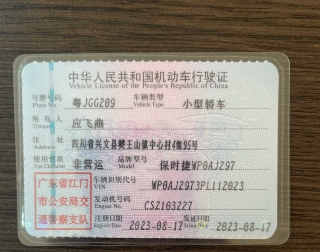 中华人民共和国机动车行驶证
Vehicle License of the People's Republic of China
号牌号码 粤JGG289 车辆类型 小型轿车
Plate No. Vehicle Type
所有人 应飞燕
Owner
住址 四川省兴文县僰王山镇中心村4组95号
Address
使用性质 非营运 品牌型号 保时捷WP0AJ297
Use Character Model
广东省江门 车辆识别代号 WP0AJ2973PL112023
市公安局交 VIN
通警察支队 发动机号码 CSZ103227
Engine No.
注册日期 2023-08-17 发证日期 2023-08-17
Register Date Issue Date